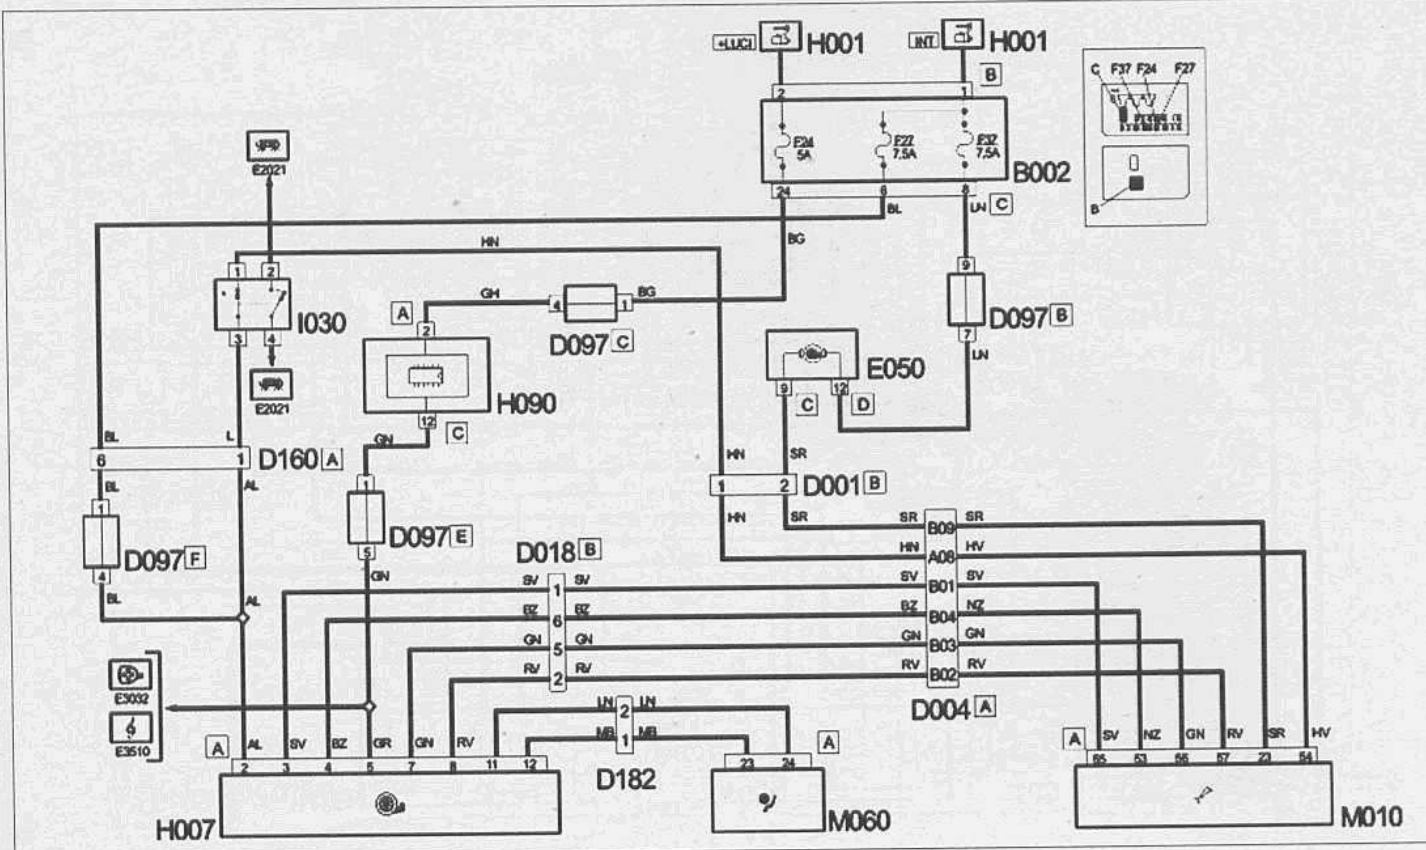 +LUCI H001 INT H001
B
2 1
C F37 F24 F27
F24 5A
F27 7,5A
F37 7,5A
B002
B
24 6 8
BL LN C
BG
E2021
HN
1 2
I030
3 4
E2021
A
2
GH 4 1 BG
D097 C
H090
12
C
GN
9
D097 B
7
LN
E050
9 12
C D
BL L
6 1
D160 A
BL AL
1
D097 F
4
BL AL
1
D097 E
5
GN
HN SR
1 2
D001 B
HN SR
D018 B
SR B09 SR
HN A08 HV
SV 1 SV SV B01 SV
BZ 6 BZ BZ B04 NZ
GN 5 GN GN B03 GN
RV 2 RV RV B02 RV
D004 A
E3032
E3510
LN 2 LN
MB 1 MB
D182
A AL SV BZ GR GN RV
2 3 4 5 7 8 11 12
H007
A
23 24
M060
A SV NZ GN RV SR HV
65 53 56 57 23 54
M010